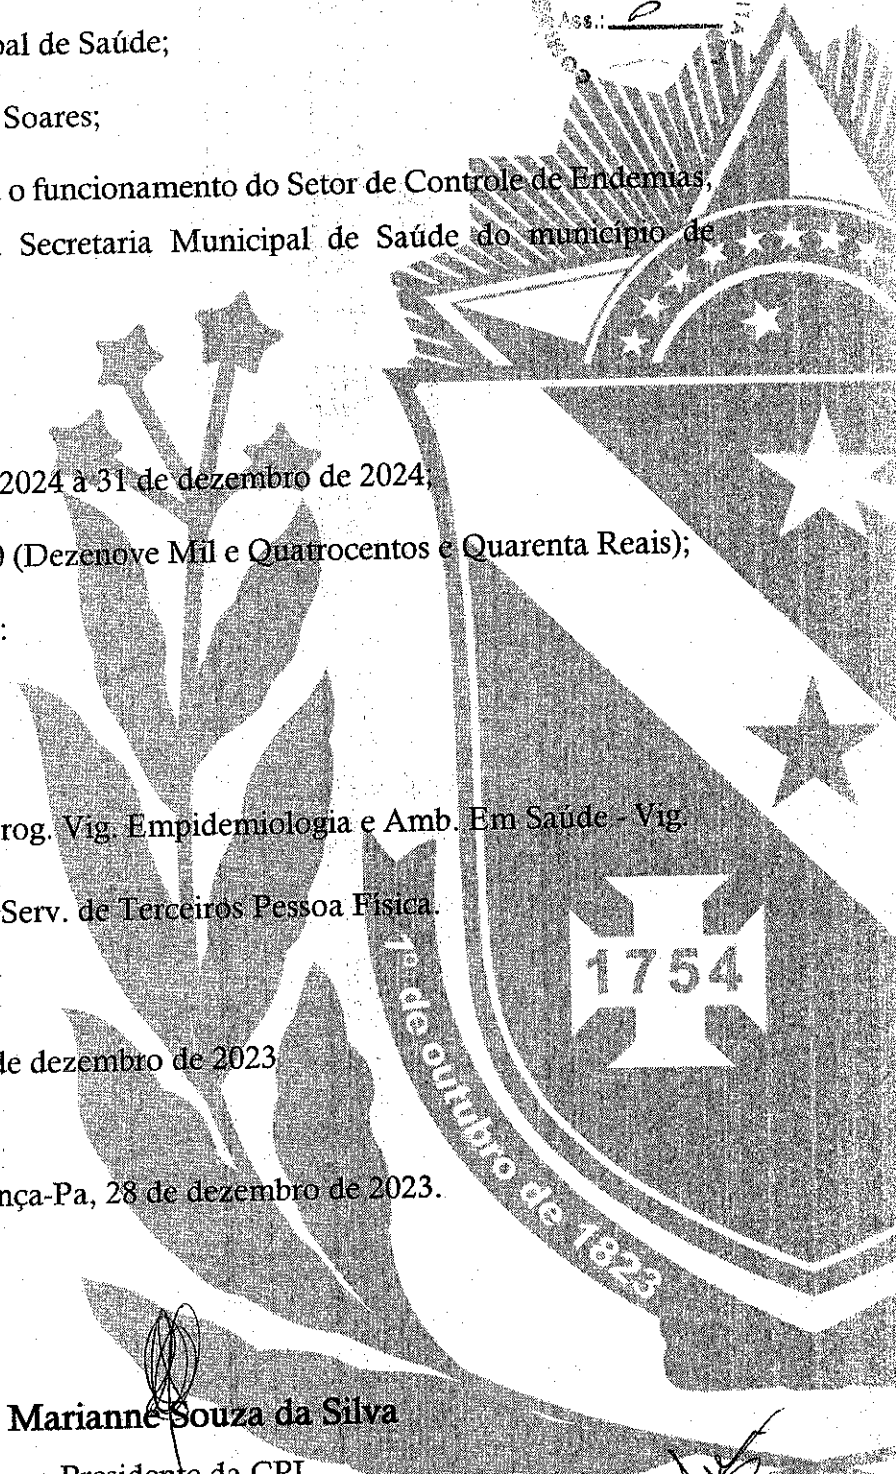 Ass.:
pal de Saúde;
Soares;
o funcionamento do Setor de Controle de Endemias,
Secretaria Municipal de Saúde do município de
2024 à 31 de dezembro de 2024;
(Dezenove Mil e Quatrocentos e Quarenta Reais);
:
rog. Vig. Empidemiologia e Amb. Em Saúde - Vig.
Serv. de Terceiros Pessoa Física.
1754
de dezembro de 2023
1º de outubro de 1823
nça-Pa, 28 de dezembro de 2023.
Marianne Souza da Silva
Presidente da CPL